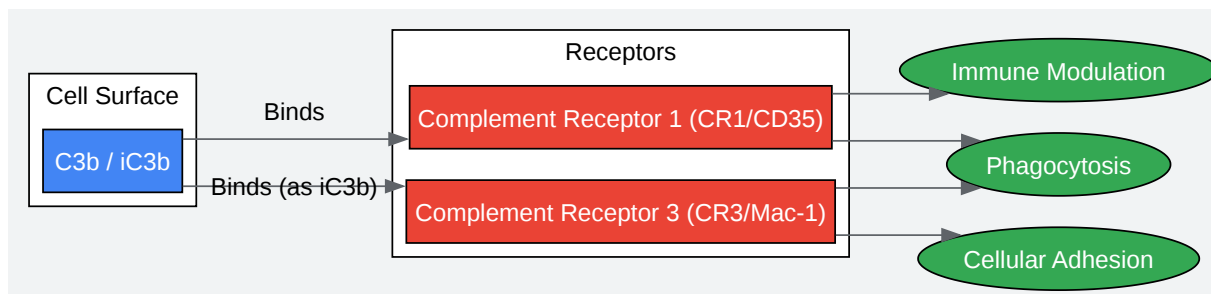 Cell Surface
C3b / iC3b
Binds
Binds (as iC3b)
Receptors
Complement Receptor 1 (CR1/CD35)
Complement Receptor 3 (CR3/Mac-1)
Immune Modulation
Phagocytosis
Cellular Adhesion